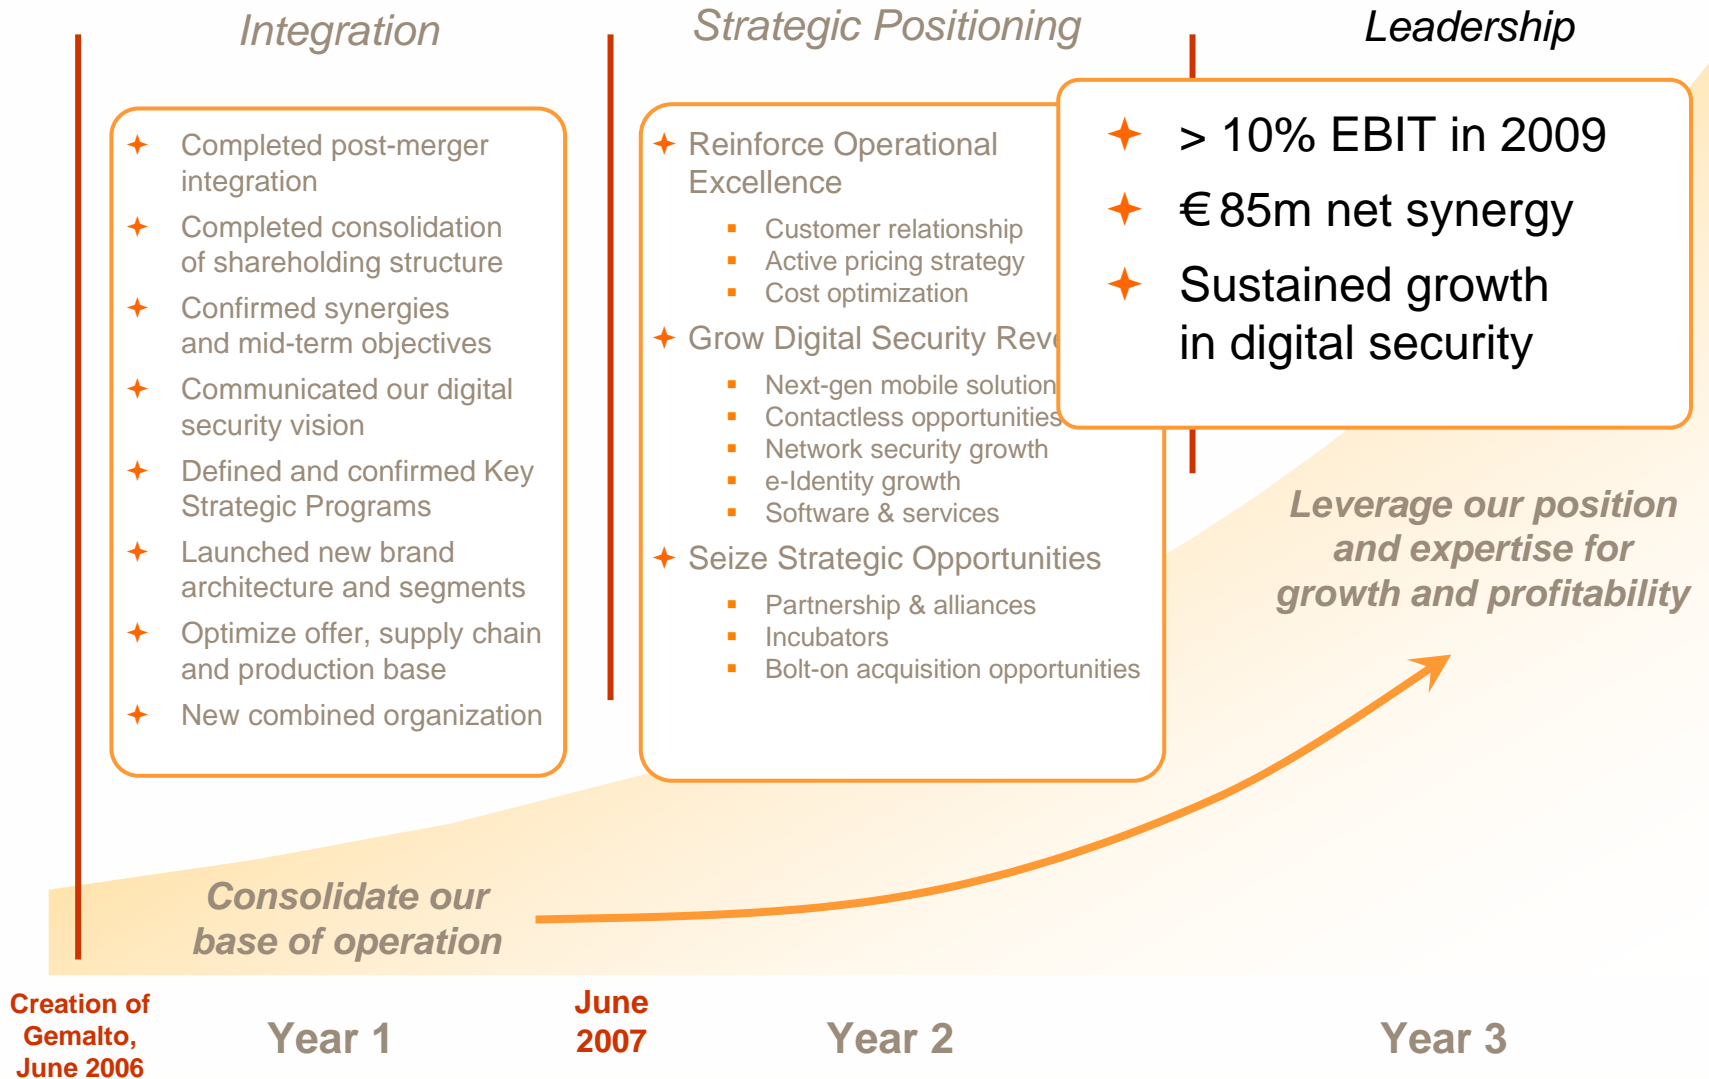 Integration
Completed post-merger
integration
Completed consolidation
of shareholding structure
Confirmed synergies
and mid-term objectives
Communicated our digital
security vision
Defined and confirmed Key
Strategic Programs
Launched new brand
architecture and segments
Optimize offer, supply chain
and production base
New combined organization
Strategic Positioning
Reinforce Operational
Excellence
Customer relationship
Active pricing strategy
Cost optimization
Grow Digital Security
Next-gen mobile solution
Contactless opportunities
Network security growth
e-Identity growth
Software & services
Seize Strategic Opportunities
Partnership & alliances
Incubators
Bolt-on acquisition opportunities
Leadership
> 10% EBIT in 2009
€ 85m net synergy
Sustained growth
in digital security
Leverage our position
and expertise for
growth and profitability
Consolidate our
base of operation
Creation of
Gemalto,
June 2006
Year 1
June
2007
Year 2
Year 3